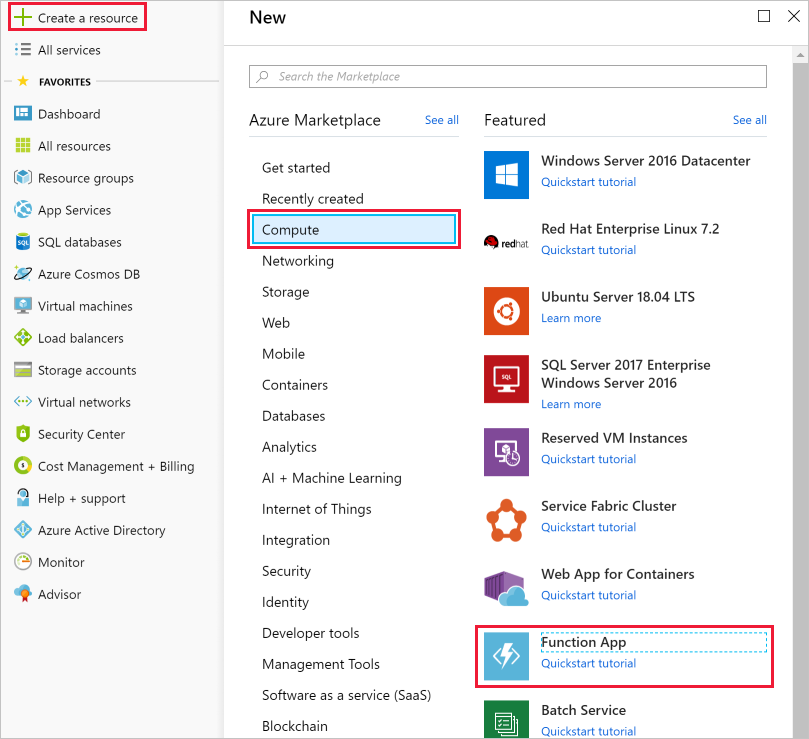 Create a resource
All services
FAVORITES
Dashboard
All resources
Resource groups
App Services
SQL databases
Azure Cosmos DB
Virtual machines
Load balancers
Storage accounts
Virtual networks
Security Center
Cost Management + Billing
Help + support
Azure Active Directory
Monitor
Advisor
New
Search the Marketplace
Azure Marketplace
See all
Get started
Recently created
Compute
Networking
Storage
Web
Mobile
Containers
Databases
Analytics
AI + Machine Learning
Internet of Things
Integration
Security
Identity
Developer tools
Management Tools
Software as a service (SaaS)
Blockchain
Featured
See all
Windows Server 2016 Datacenter
Quickstart tutorial
redhat.
Red Hat Enterprise Linux 7.2
Quickstart tutorial
Ubuntu Server 18.04 LTS
Learn more
SQL
SQL Server 2017 Enterprise
Windows Server 2016
Learn more
Reserved VM Instances
Quickstart tutorial
Service Fabric Cluster
Quickstart tutorial
Web App for Containers
Quickstart tutorial
Function App
Quickstart tutorial
Batch Service
Quickstart tutorial